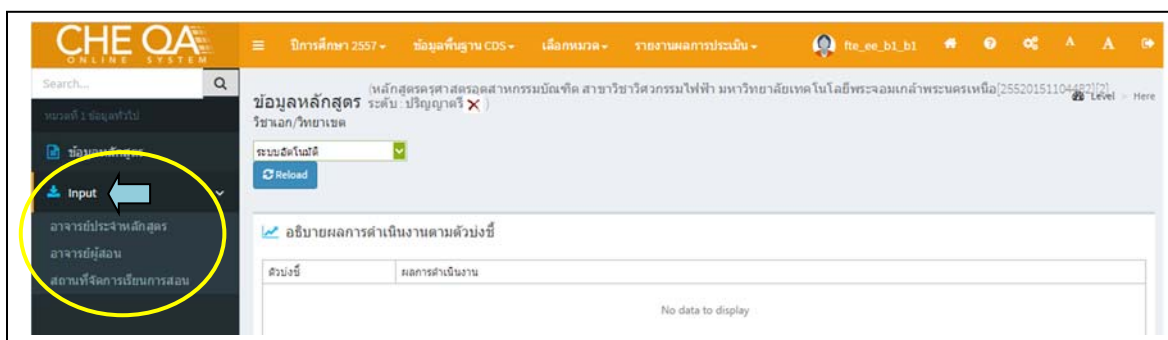 CHE QA
ONLINE SYSTEM
ปีการศึกษา 2557 ข้อมูลพื้นฐาน CDS เลือกหมวด รายงานผลการประเมิน fte_ee_b1_b1 A A
Search...
หมวดที่ 1 ข้อมูลทั่วไป
ข้อมูลหลักสูตร
Input
อาจารย์ประจำหลักสูตร
อาจารย์ผู้สอน
สถานที่จัดการเรียนการสอน
ข้อมูลหลักสูตร (หลักสูตรครุศาสตรอุตสาหกรรมบัณฑิต สาขาวิชาวิศวกรรมไฟฟ้า มหาวิทยาลัยเทคโนโลยีพระจอมเกล้าพระนครเหนือ[25520151104482][2]
ระดับ : ปริญญาตรี )
Level > Here
วิชาเอก/วิทยาเขต
ระบบอัตโนมัติ
Reload
อธิบายผลการดำเนินงานตามตัวบ่งชี้
ตัวบ่งชี้ ผลการดำเนินงาน
No data to display